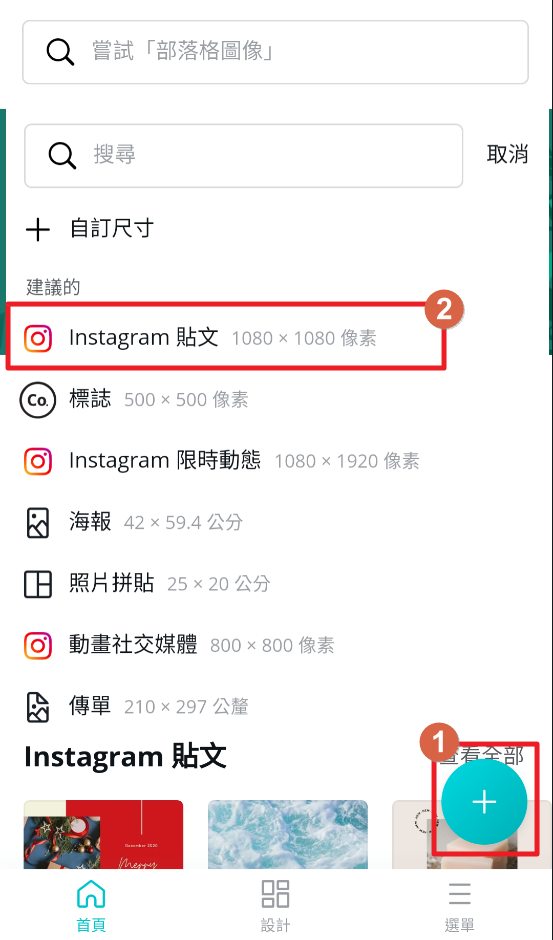 嘗試「部落格圖像」
搜尋 取消
自訂尺寸
建議的
2
Instagram 貼文 1080 × 1080 像素
Co. 標誌 500 × 500 像素
Instagram 限時動態 1080 × 1920 像素
海報 42 × 59.4 公分
照片拼貼 25 × 20 公分
動畫社交媒體 800 × 800 像素
傳單 210 × 297 公釐
1
Instagram 貼文 查看全部
December 2020
Merry
首頁 設計 選單